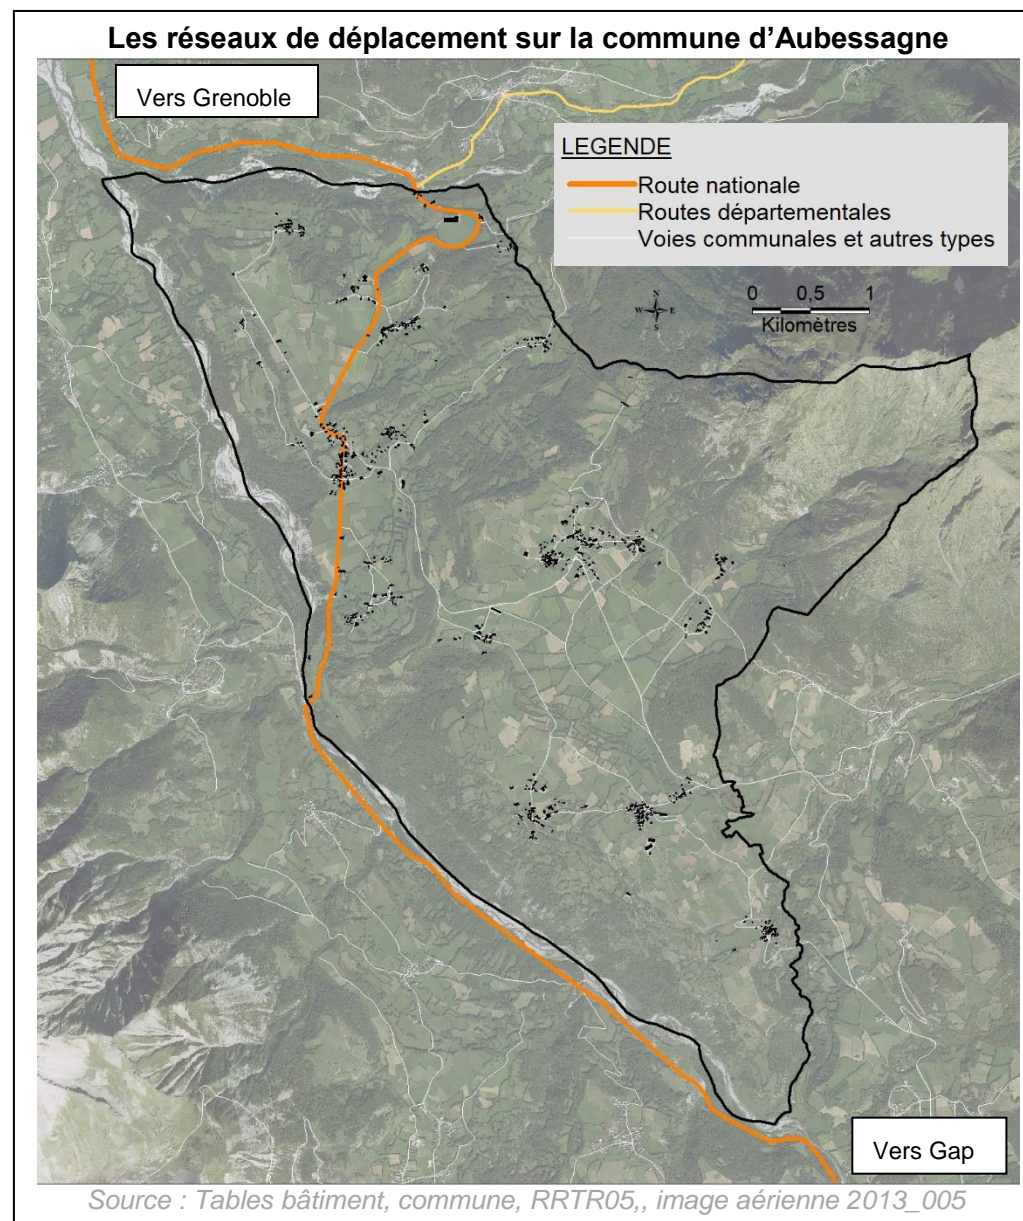 Les réseaux de déplacement sur la commune d'Aubessagne
Vers Grenoble
LEGENDE
Route nationale
Routes départementales
Voies communales et autres types
N
W E
S
0 0,5 1
Kilomètres
Vers Gap
Source : Tables bâtiment, commune, RRTR05,, image aérienne 2013_005